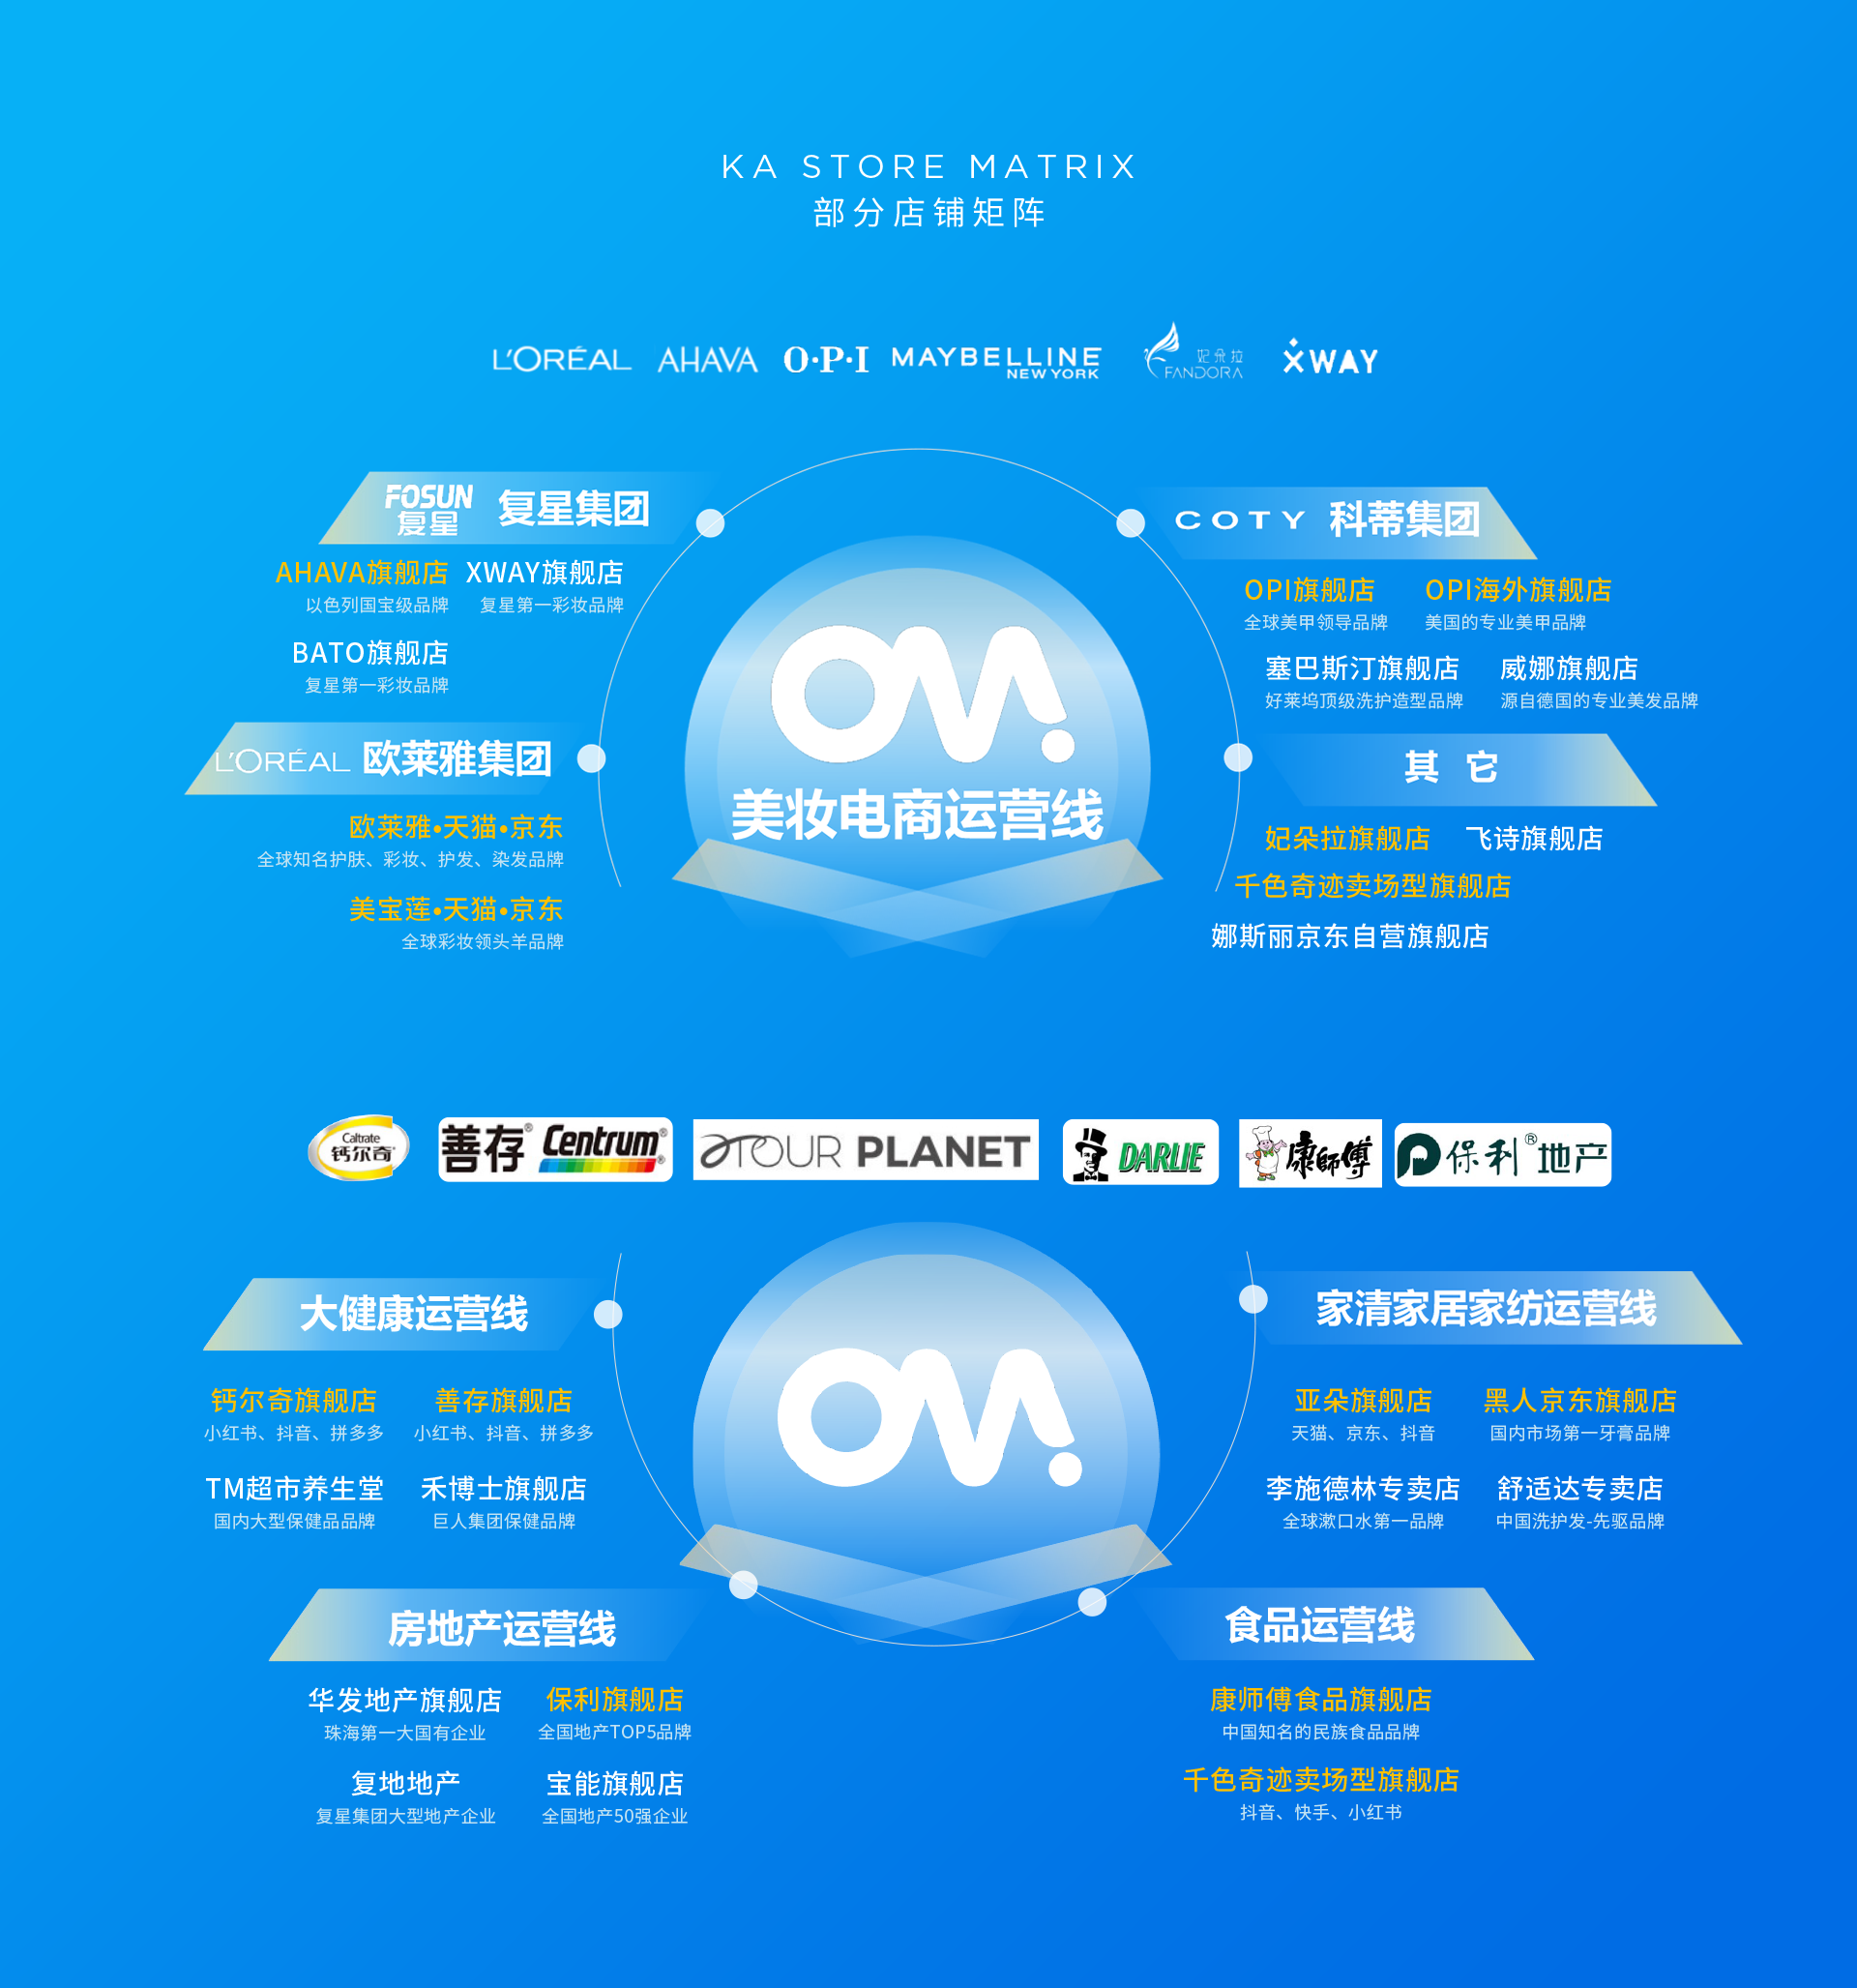 KA STORE MATRIX
部分店铺矩阵
L'ORÉAL AHAVA O·P·I MAYBELLINE NEW YORK 妃朵拉 FANDORA XWAY
FOSUN 复星 复星集团
AHAVA旗舰店 XWAY旗舰店
以色列国宝级品牌 复星第一彩妆品牌
BATO旗舰店
复星第一彩妆品牌
L'ORÉAL 欧莱雅集团
欧莱雅•天猫•京东
全球知名护肤、彩妆、护发、染发品牌
美宝莲•天猫•京东
全球彩妆领头羊品牌
OM.
美妆电商运营线
COTY 科蒂集团
OPI旗舰店 OPI海外旗舰店
全球美甲领导品牌 美国的专业美甲品牌
塞巴斯汀旗舰店 威娜旗舰店
好莱坞顶级洗护造型品牌 源自德国的专业美发品牌
其 它
妃朵拉旗舰店 飞诗旗舰店
千色奇迹卖场型旗舰店
娜斯丽京东自营旗舰店
Caltrate 钙尔奇 善存® Centrum® ATOUR PLANET DARLIE 康師傅 保利®地产
大健康运营线
钙尔奇旗舰店 善存旗舰店
小红书、抖音、拼多多 小红书、抖音、拼多多
TM超市养生堂 禾博士旗舰店
国内大型保健品品牌 巨人集团保健品牌
OM.
家清家居家纺运营线
亚朵旗舰店 黑人京东旗舰店
天猫、京东、抖音 国内市场第一牙膏品牌
李施德林专卖店 舒适达专卖店
全球漱口水第一品牌 中国洗护发-先驱品牌
房地产运营线
华发地产旗舰店 保利旗舰店
珠海第一大国有企业 全国地产TOP5品牌
复地地产 宝能旗舰店
复星集团大型地产企业 全国地产50强企业
食品运营线
康师傅食品旗舰店
中国知名的民族食品品牌
千色奇迹卖场型旗舰店
抖音、快手、小红书